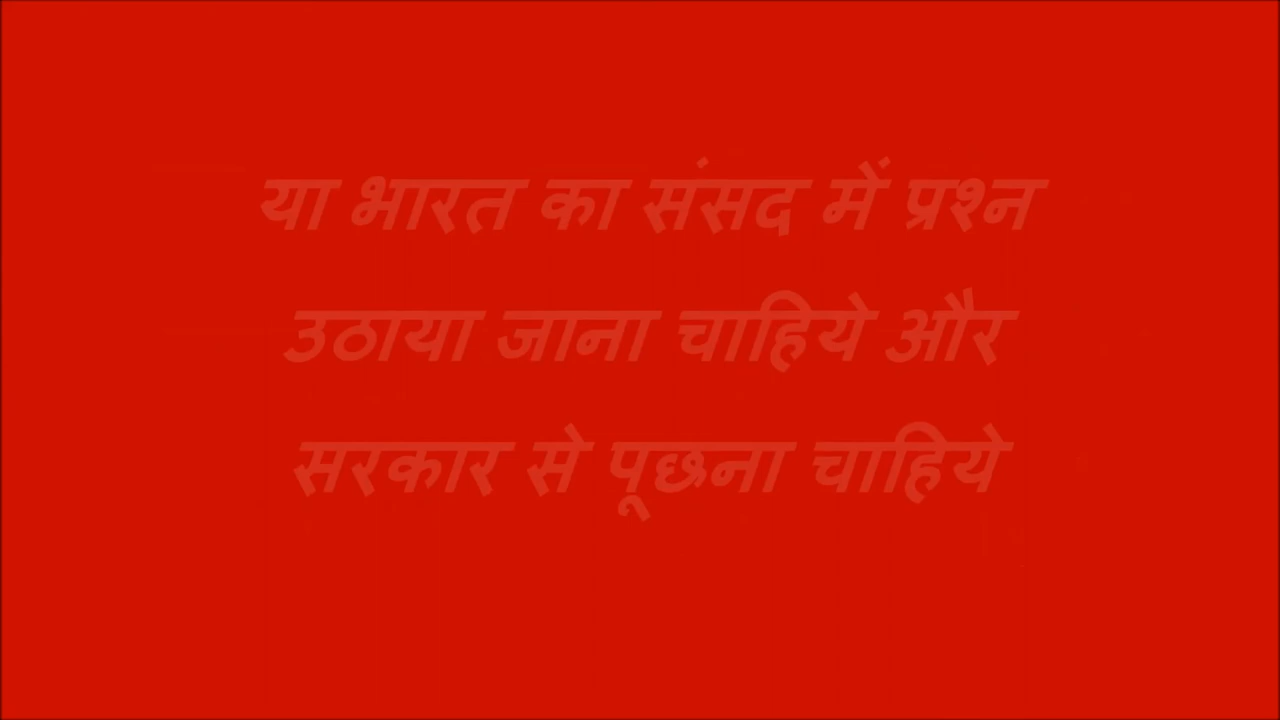 या भारत का संसद में प्रश्न
उठाया जाना चाहिये और
सरकार से पूछना चाहिये